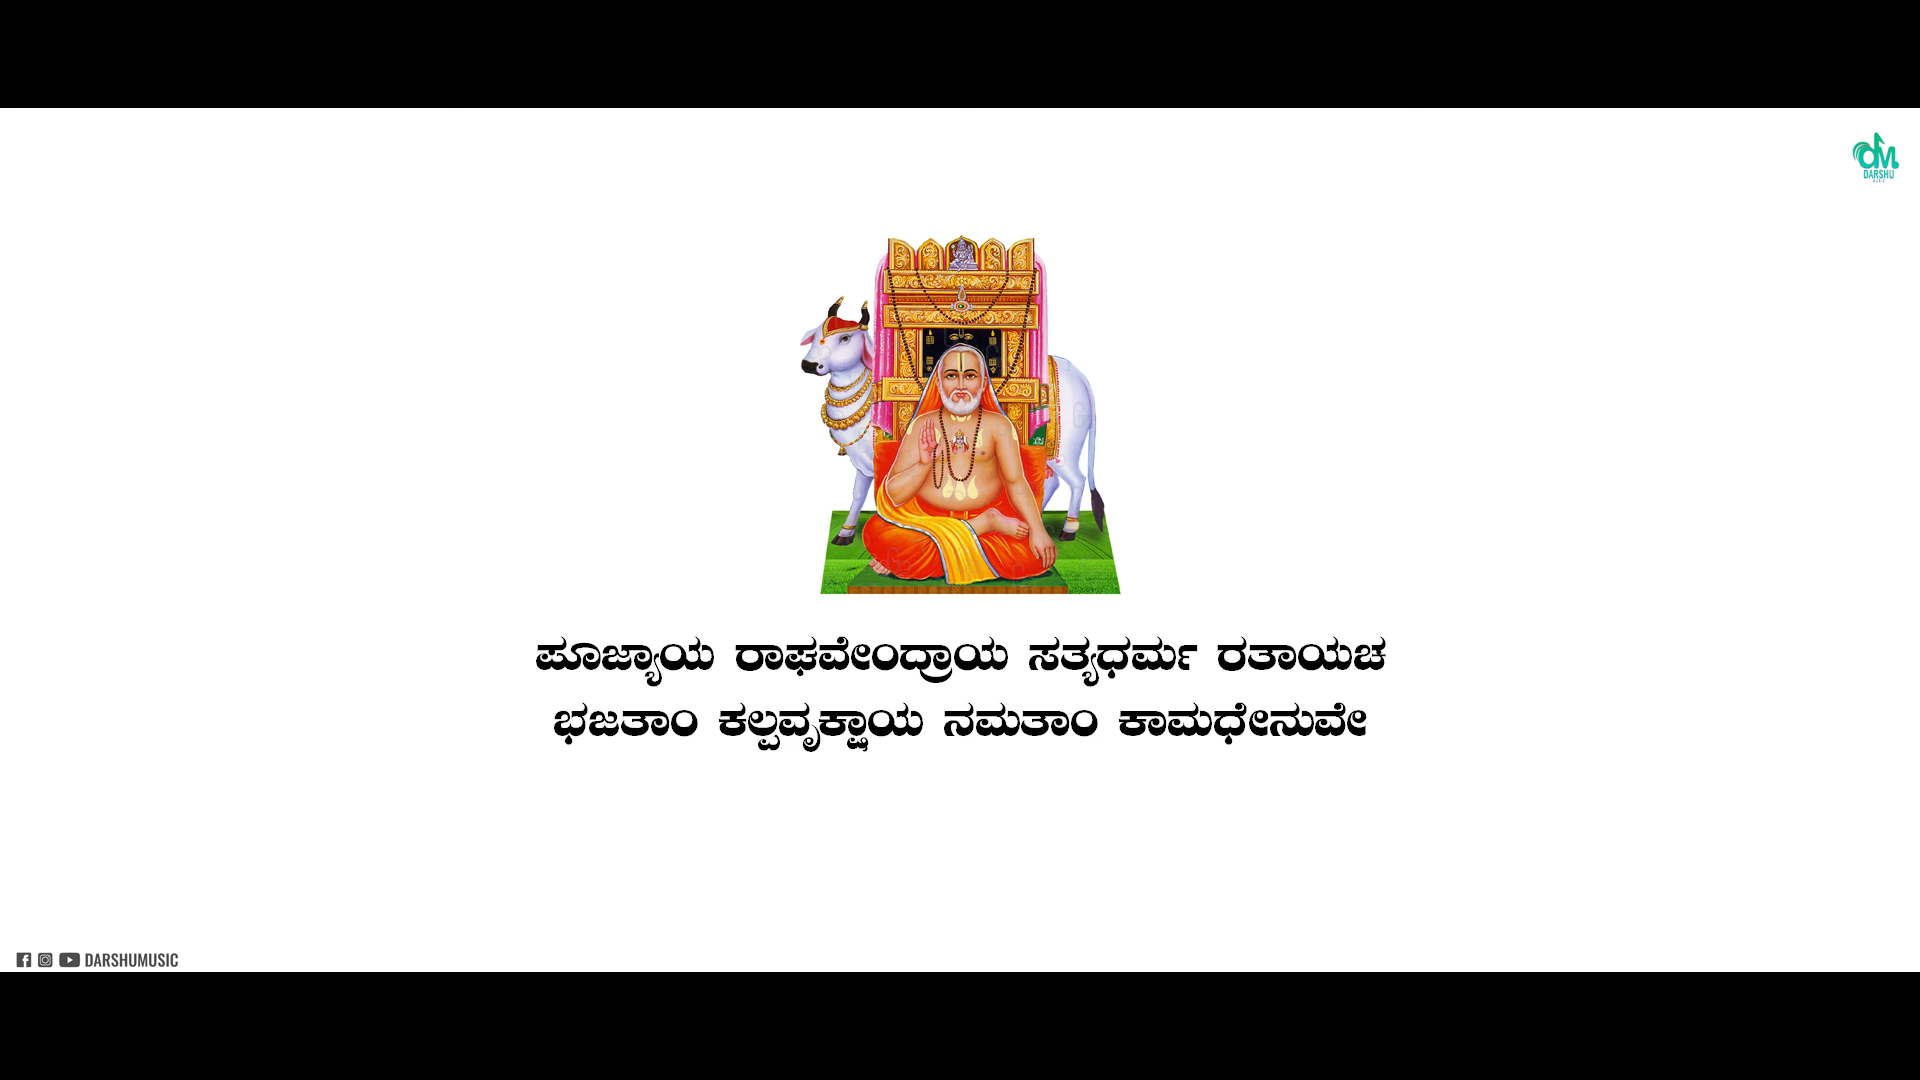 DARSHU
ಪೂಜ್ಯಾಯ ರಾಘವೇಂದ್ರಾಯ ಸತ್ಯಧರ್ಮ ರತಾಯಚ
ಭಜತಾಂ ಕಲ್ಪವೃಕ್ಷಾಯ ನಮತಾಂ ಕಾಮಧೇನುವೇ
DARSHUMUSIC